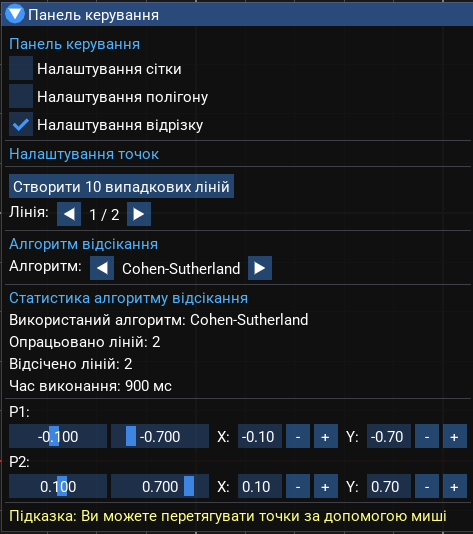 Панель керування
Панель керування
Налаштування сітки
Налаштування полігону
Налаштування відрізку
Налаштування точок
Створити 10 випадкових ліній
Лінія: 1 / 2
Алгоритм відсікання
Алгоритм: Cohen-Sutherland
Статистика алгоритму відсікання
Використаний алгоритм: Cohen-Sutherland
Опрацьовано ліній: 2
Відсічено ліній: 2
Час виконання: 900 мс
P1:
-0.100 -0.700 X: -0.10 - + Y: -0.70 - +
P2:
0.100 0.700 X: 0.10 - + Y: 0.70 - +
Підказка: Ви можете перетягувати точки за допомогою миші